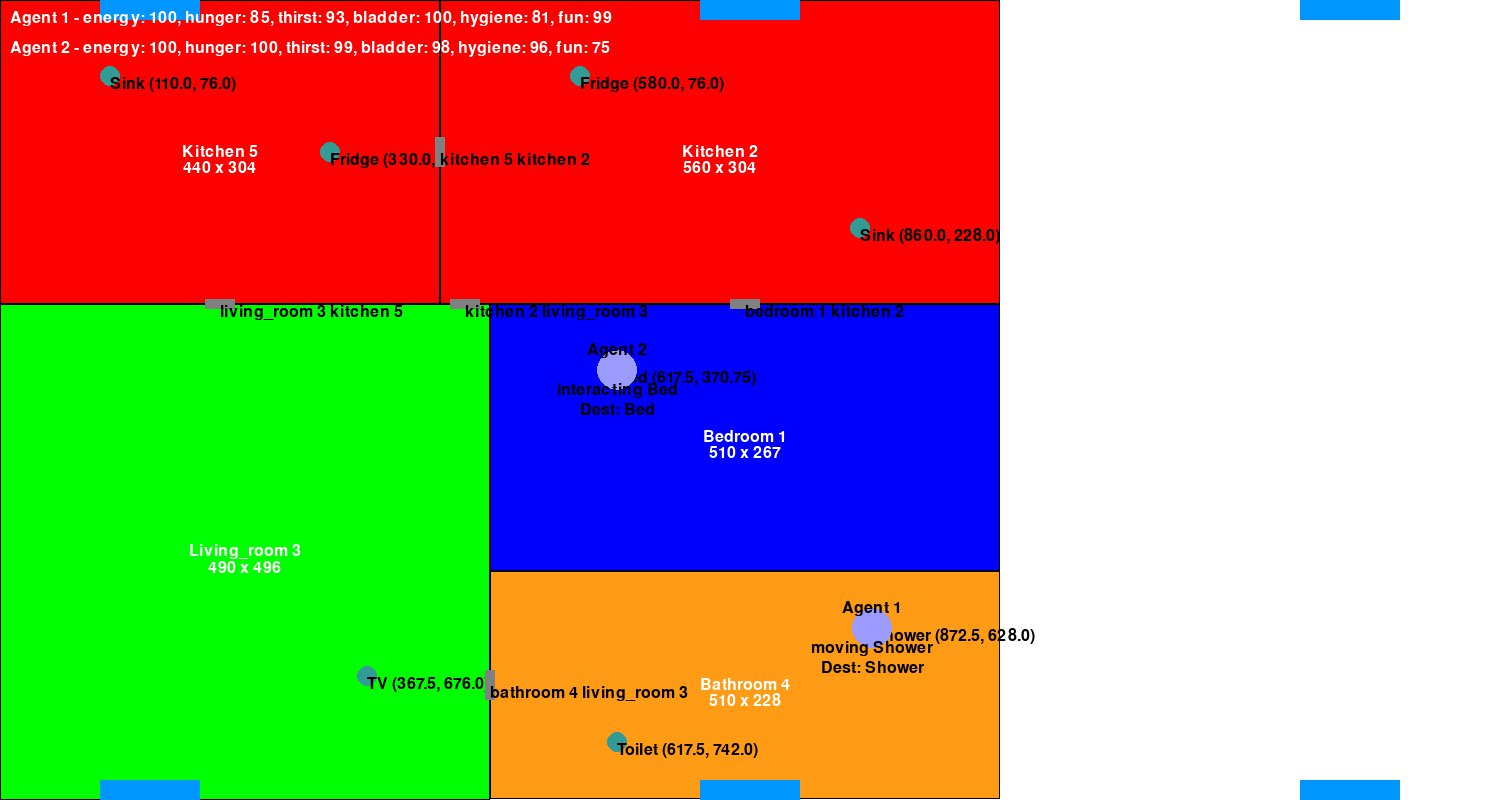 Agent 1 - energy: 100, hunger: 85, thirst: 93, bladder: 100, hygiene: 81, fun: 99
Agent 2 - energy: 100, hunger: 100, thirst: 99, bladder: 98, hygiene: 96, fun: 75
Sink (110.0, 76.0)
Fridge (580.0, 76.0)
Kitchen 5
440 x 304
Fridge (330.0,
kitchen 5 kitchen 2
Kitchen 2
560 x 304
Sink (860.0, 228.0)
living_room 3 kitchen 5
kitchen 2 living_room 3
bedroom 1 kitchen 2
Agent 2
d (617.5, 370.75)
interacting Bed
Dest: Bed
Bedroom 1
510 x 267
Living_room 3
490 x 496
Agent 1
hower (872.5, 628.0)
moving Shower
Dest: Shower
TV (367.5, 676.0
bathroom 4 living_room 3
Bathroom 4
510 x 228
Toilet (617.5, 742.0)